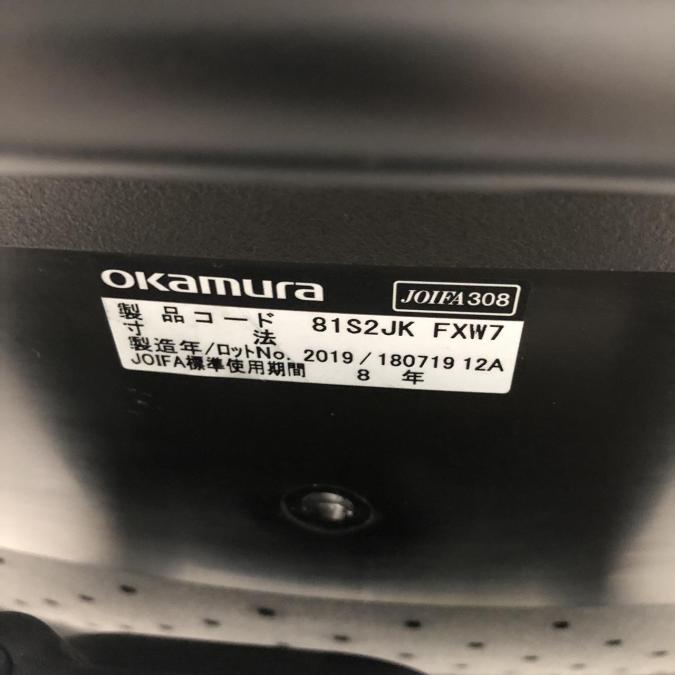 okamura
JOIFA308
製品コード 81S2JK FXW7
寸法
製造年/ロットNo. 2019/180719 12A
JOIFA標準使用期間 8 年